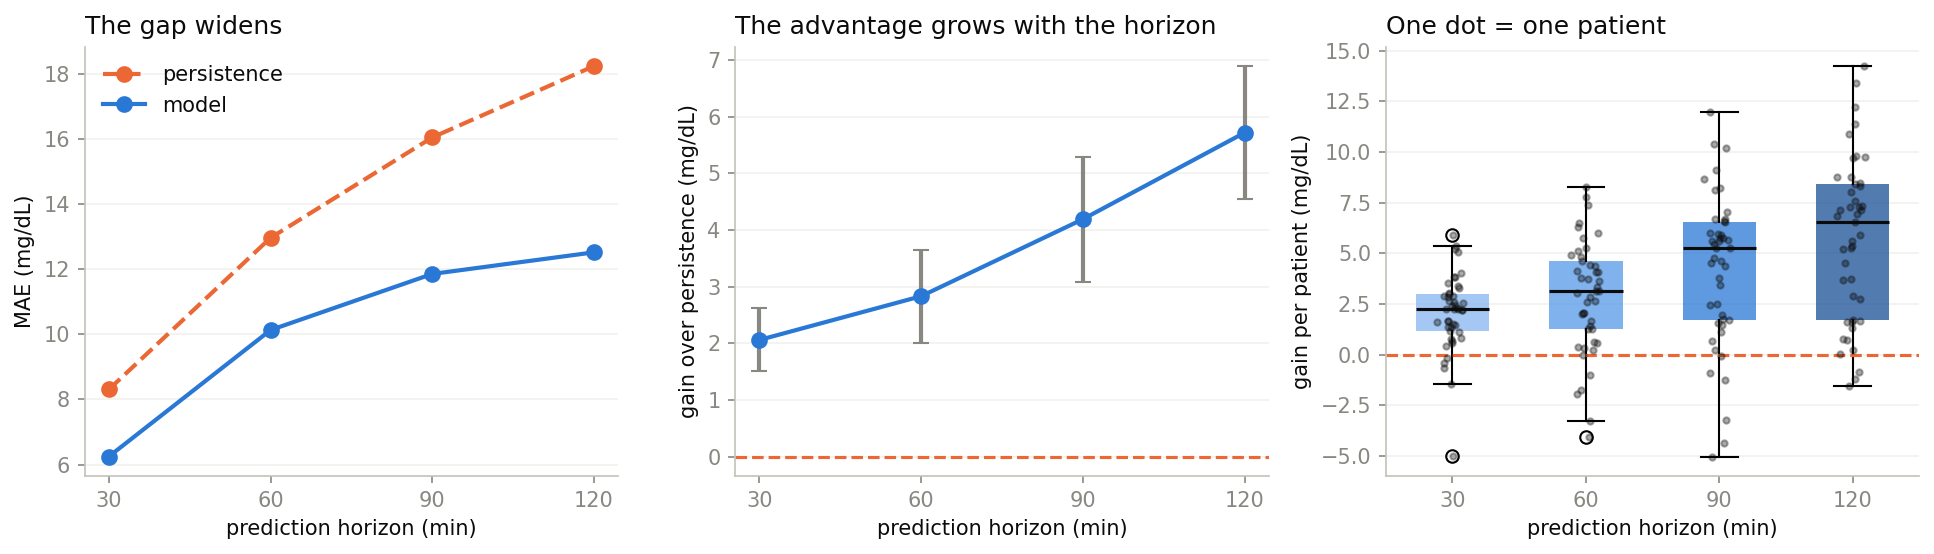 The gap widens
persistence
model
18
16
14
12
10
8
6
MAE (mg/dL)
30 60 90 120
prediction horizon (min)
The advantage grows with the horizon
7
6
5
4
3
2
1
0
gain over persistence (mg/dL)
30 60 90 120
prediction horizon (min)
One dot = one patient
15.0
12.5
10.0
7.5
5.0
2.5
0.0
−2.5
−5.0
gain per patient (mg/dL)
30 60 90 120
prediction horizon (min)